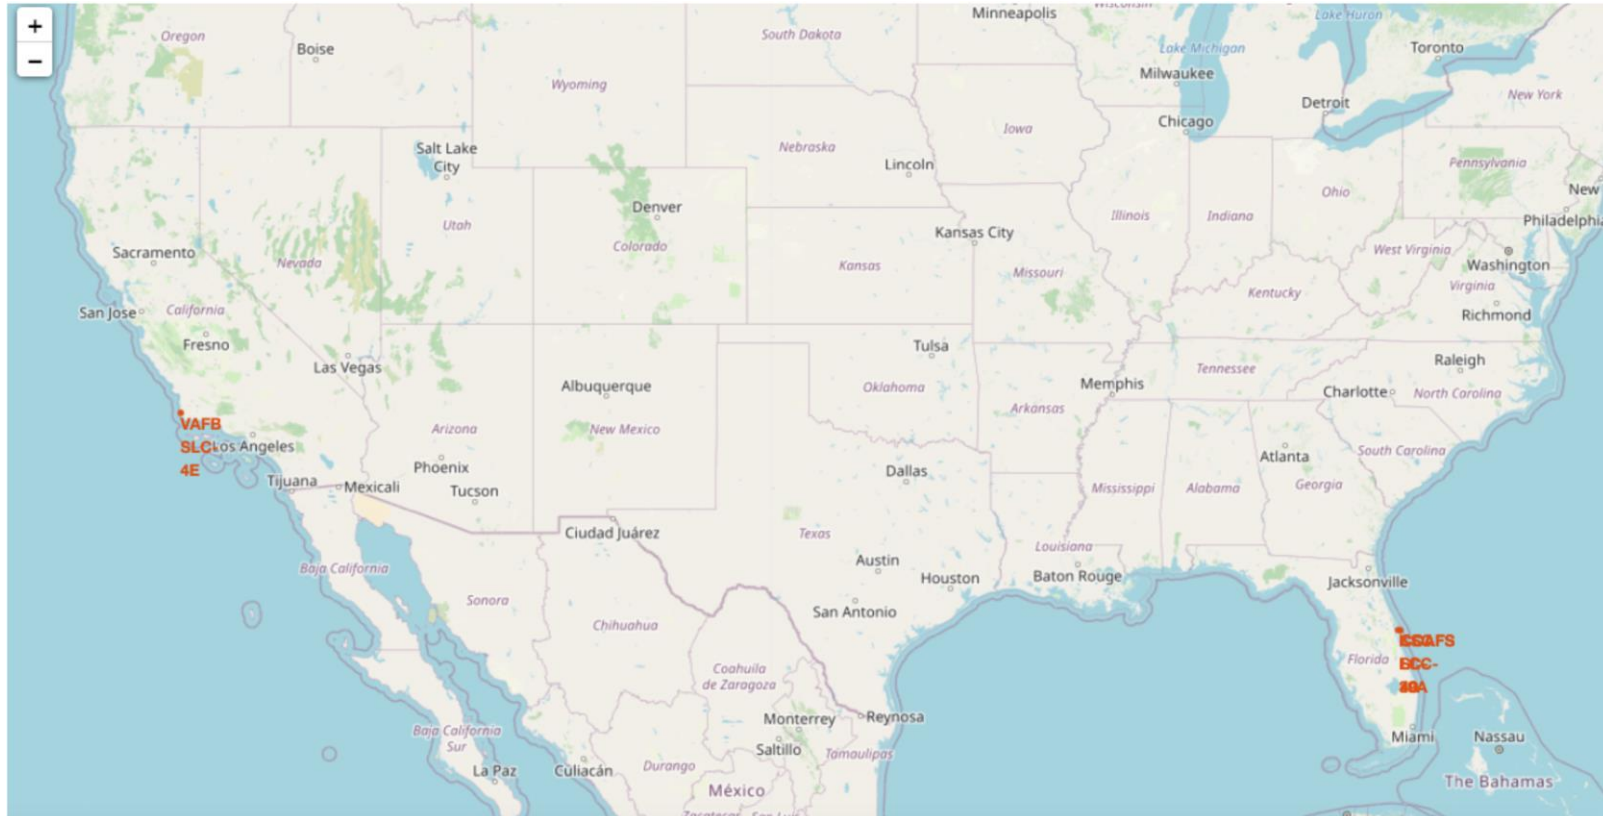 +
−
Oregon
Boise
South Dakota
Minneapolis
Wisconsin
Lake Huron
Lake Michigan
Toronto
Milwaukee
Wyoming
New York
Detroit
Chicago
Iowa
Salt Lake
City
Nebraska
Lincoln
Pennsylvania
Ohio
New
Denver
Utah
Illinois
Indiana
Philadelphia
Sacramento
Colorado
Kansas City
West Virginia
Nevada
Kansas
Missouri
Washington
Kentucky
Virginia
San Jose
California
Richmond
Fresno
Tulsa
Las Vegas
Raleigh
Tennessee
Albuquerque
Oklahoma
Memphis
Charlotte
North Carolina
Arkansas
VAFB
SLC-
4E
Los Angeles
Arizona
New Mexico
South Carolina
Atlanta
Phoenix
Dallas
Tijuana
Mexicali
Tucson
Mississippi
Alabama
Georgia
Ciudad Juárez
Texas
Louisiana
Austin
Baja California
Houston
Baton Rouge
Jacksonville
Sonora
San Antonio
Chihuahua
Florida
Coahuila
de Zaragoza
Monterrey
Reynosa
Baja California
Sur
Miami
Nassau
Saltillo
Tamaulipas
La Paz
Culiacán
Durango
The Bahamas
México